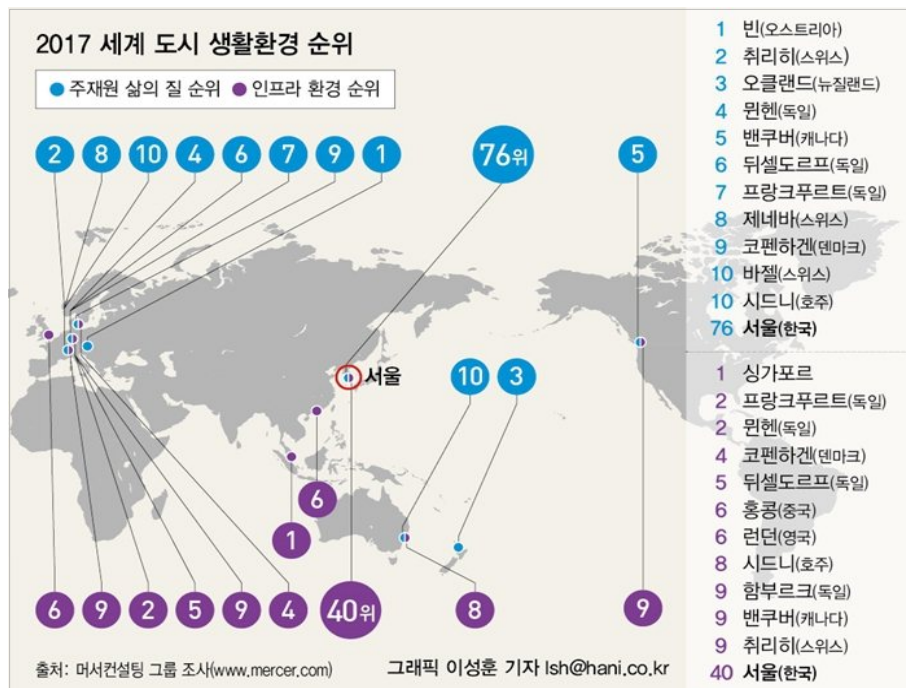 2017 세계 도시 생활환경 순위
주재원 삶의 질 순위 인프라 환경 순위
2 8 10 4 6 7 9 1 76위 5
서울
10 3
6
1
6 9 2 5 9 4 40위 8 9
출처: 머서컨설팅 그룹 조사(www.mercer.com) 그래픽 이성훈 기자 lsh@hani.co.kr
1 빈(오스트리아)
2 취리히(스위스)
3 오클랜드(뉴질랜드)
4 뮌헨(독일)
5 밴쿠버(캐나다)
6 뒤셀도르프(독일)
7 프랑크푸르트(독일)
8 제네바(스위스)
9 코펜하겐(덴마크)
10 바젤(스위스)
10 시드니(호주)
76 서울(한국)
1 싱가포르
2 프랑크푸르트(독일)
2 뮌헨(독일)
4 코펜하겐(덴마크)
5 뒤셀도르프(독일)
6 홍콩(중국)
6 런던(영국)
8 시드니(호주)
9 함부르크(독일)
9 밴쿠버(캐나다)
9 취리히(스위스)
40 서울(한국)